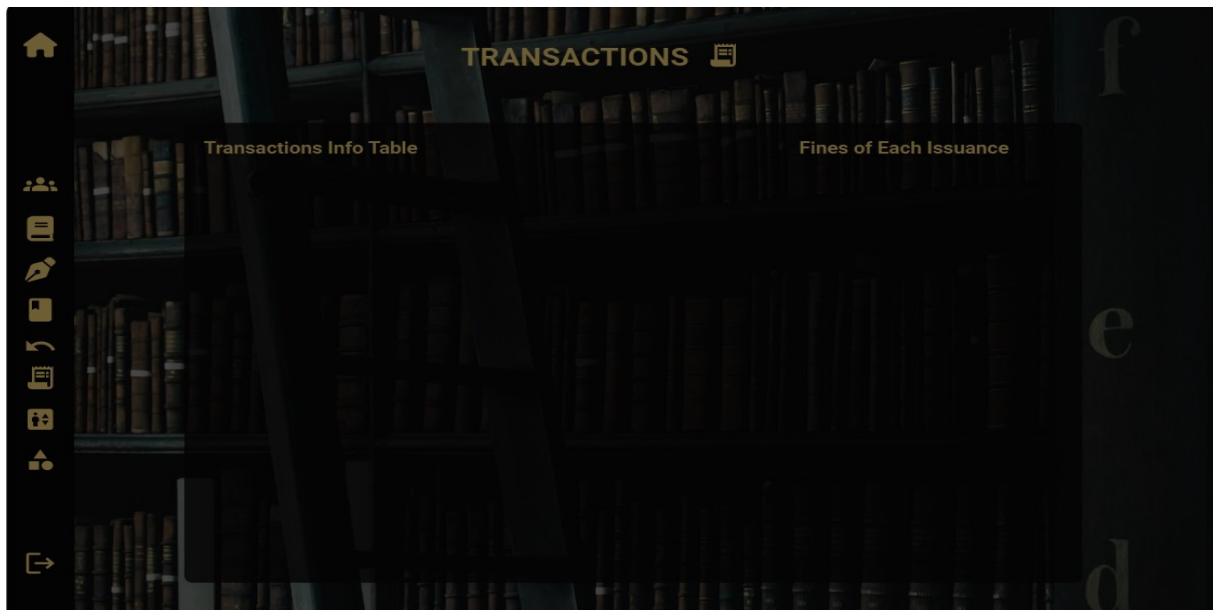 TRANSACTIONS
f
Transactions Info Table
Fines of Each Issuance
e
d